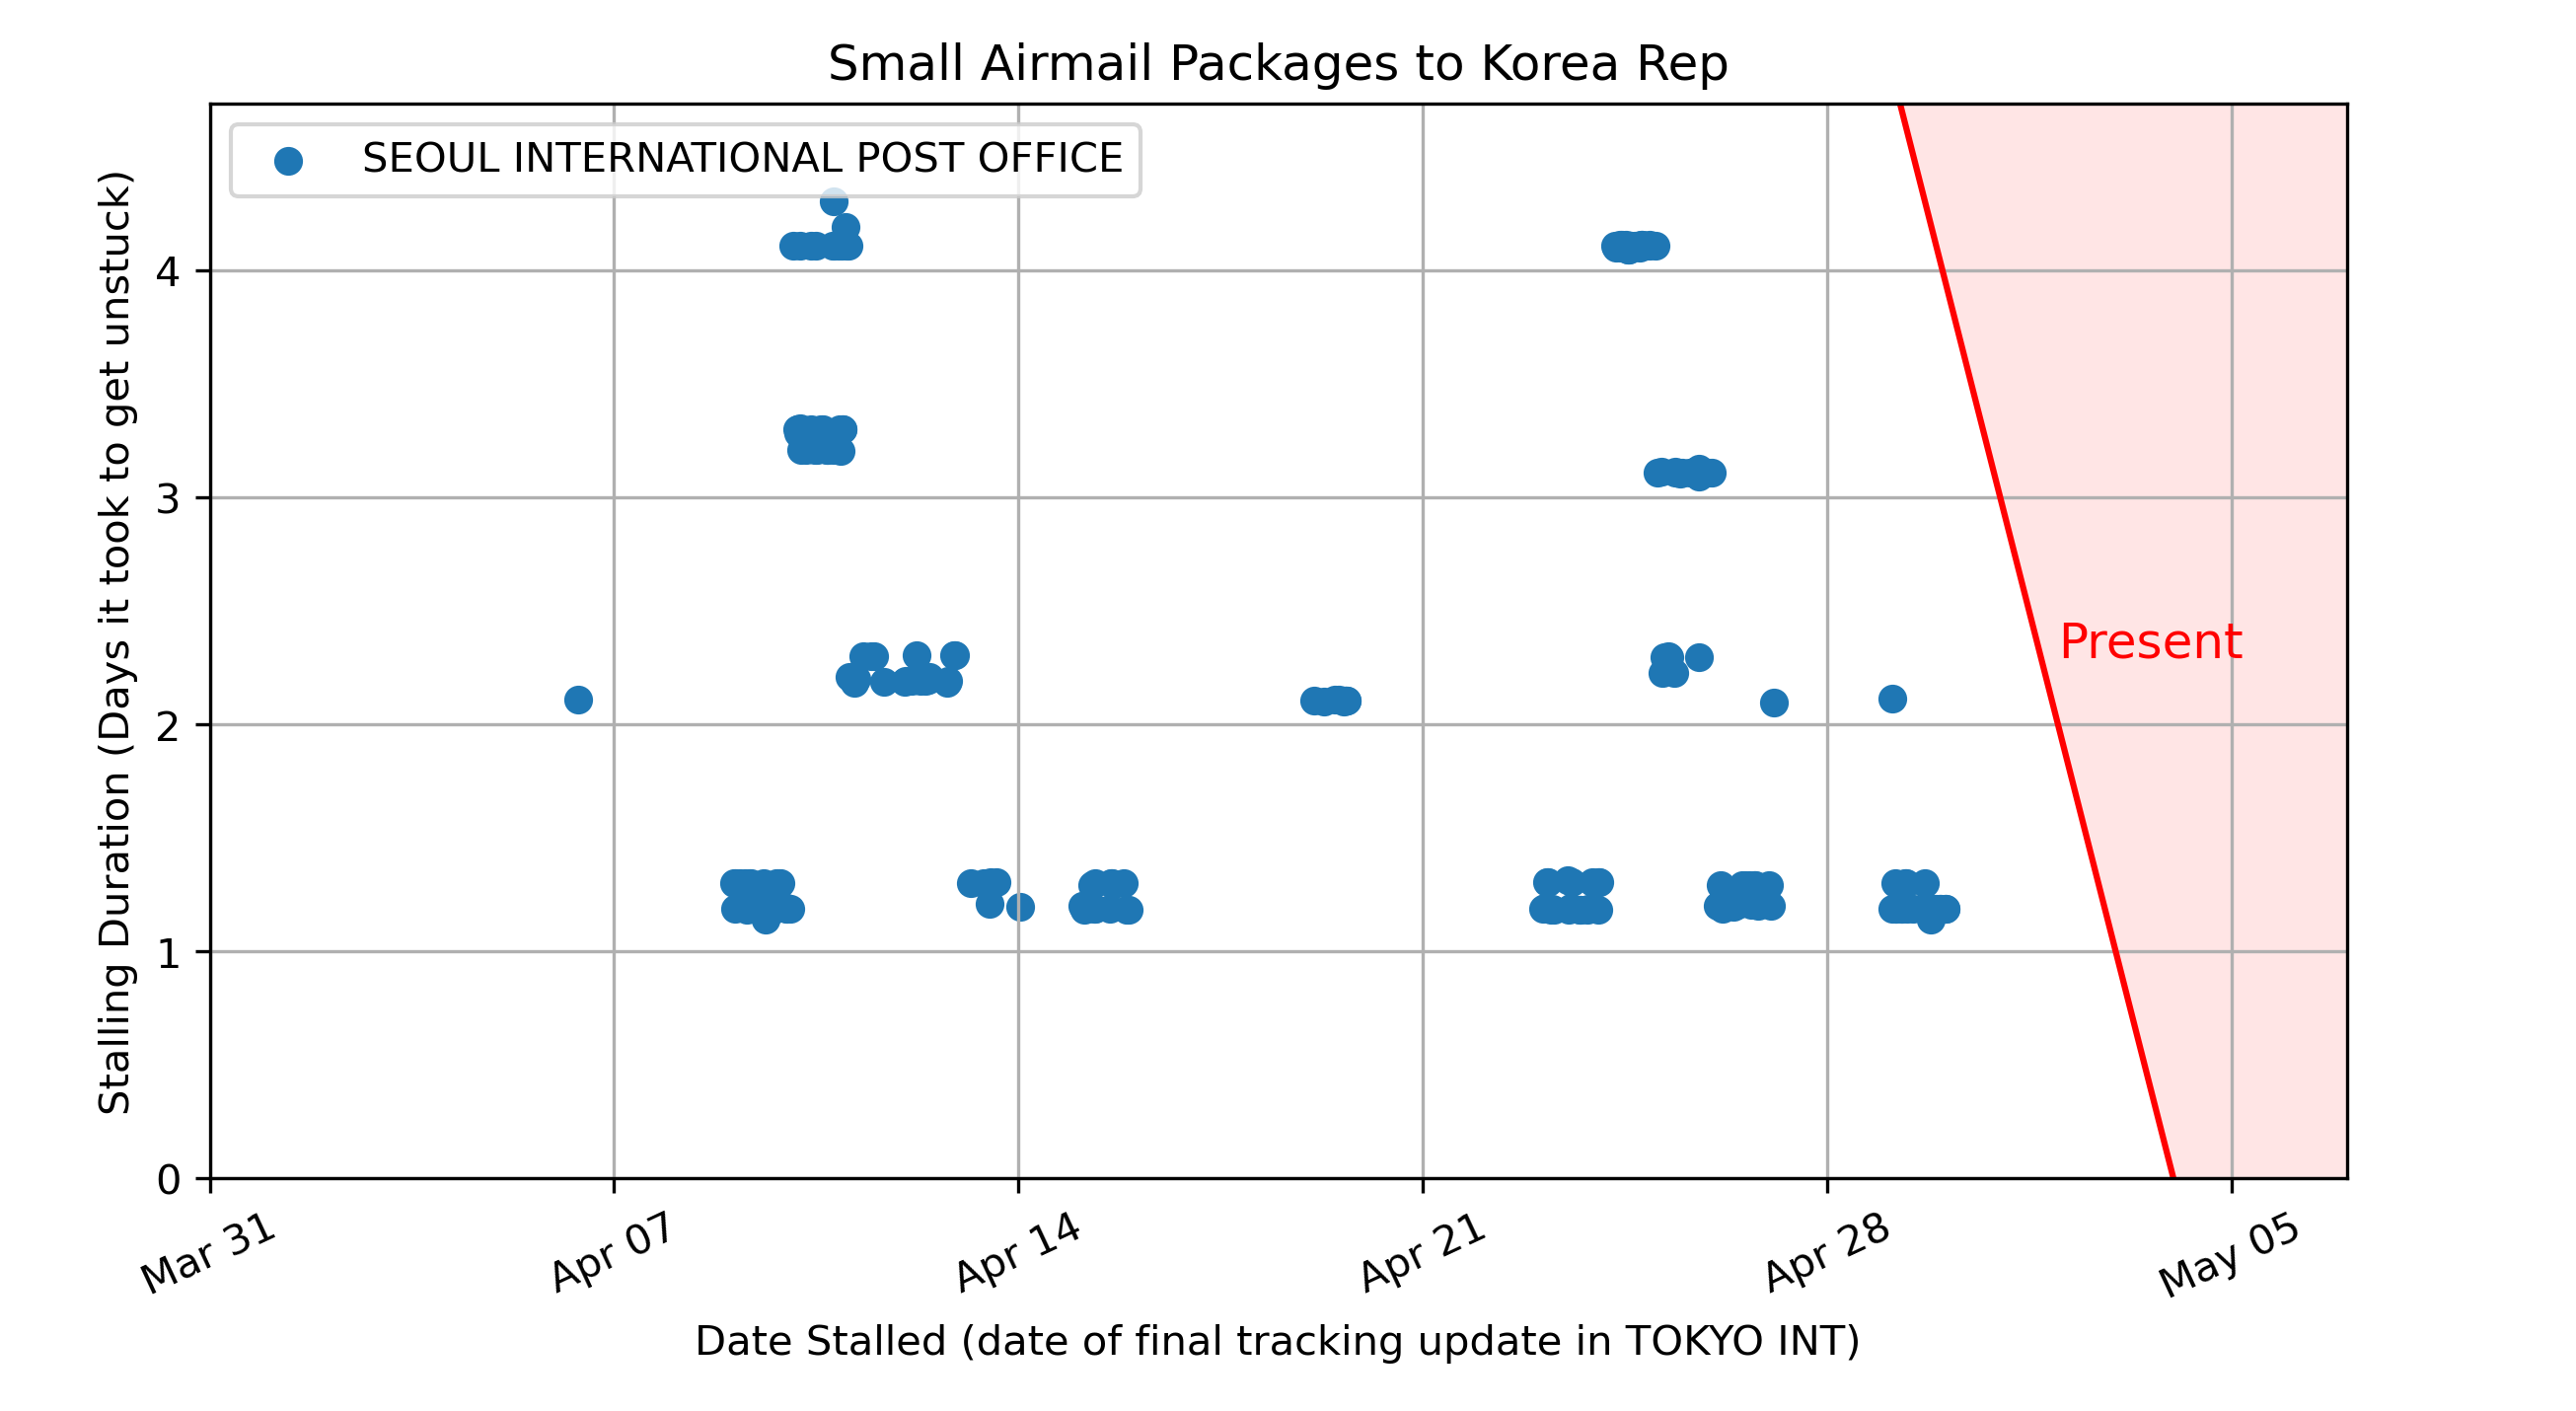 Small Airmail Packages to Korea Rep
SEOUL INTERNATIONAL POST OFFICE
Stalling Duration (Days it took to get unstuck)
4
3
2
1
0
Present
Mar 31
Apr 07
Apr 14
Apr 21
Apr 28
May 05
Date Stalled (date of final tracking update in TOKYO INT)